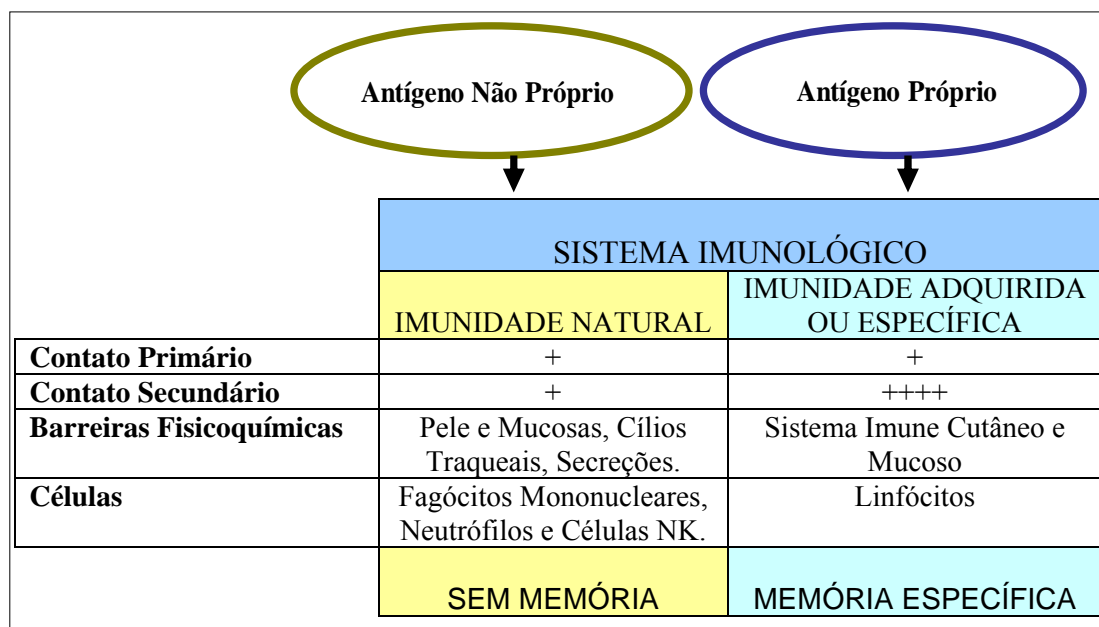 Antígeno Não Próprio
Antígeno Próprio
SISTEMA IMUNOLÓGICO
IMUNIDADE NATURAL
IMUNIDADE ADQUIRIDA
OU ESPECÍFICA
Contato Primário + +
Contato Secundário + ++++
Barreiras Fisicoquímicas
Pele e Mucosas, Cílios
Traqueais, Secreções.
Sistema Imune Cutâneo e
Mucoso
Células
Fagócitos Mononucleares,
Neutrófilos e Células NK.
Linfócitos
SEM MEMÓRIA
MEMÓRIA ESPECÍFICA